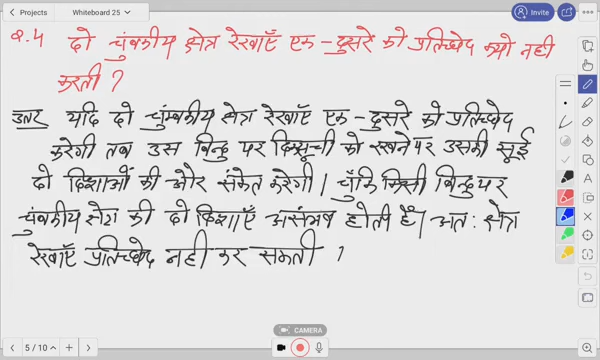 Projects
Whiteboard 25
Invite
Q.4 दो चुंबकीय क्षेत्र रेखाएँ एक-दूसरे को प्रतिच्छेद क्यो नही
करती ?
उत्तर यदि दो चुम्बकीय क्षेत्र रेखाएँ एक-दूसरे को प्रतिच्छेद
करेगी तब उस बिन्दु पर दिक्सूची को रखने पर उसकी सूई
दो दिशाओं की ओर संकेत करेगी। चूँकि किसी बिन्दु पर
चुंबकीय क्षेत्र की दो दिशाएँ असंभव होती हैं। अतः क्षेत्र
रेखाएँ प्रतिच्छेद नही कर सकती ।
CAMERA
5 / 10